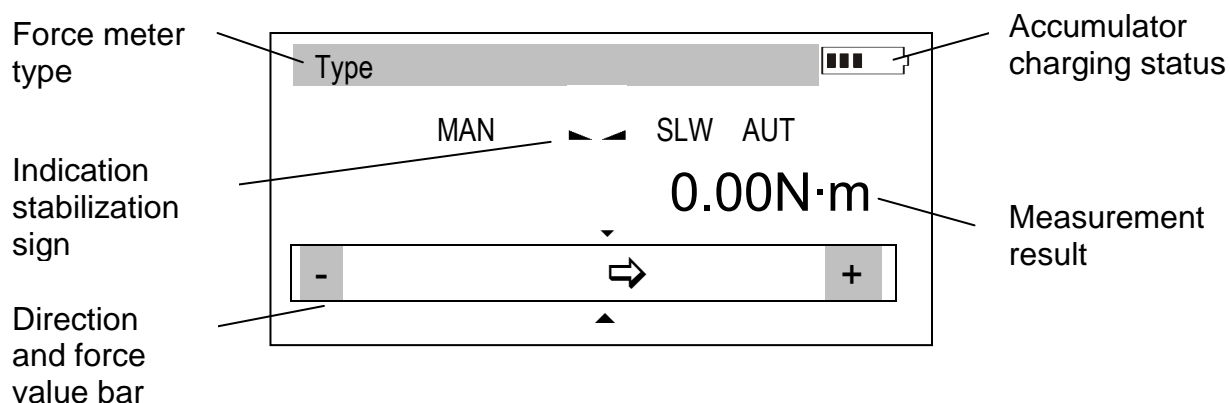 Force meter
type
Accumulator
charging status
Type
MAN SLW AUT
Indication
stabilization
sign
0.00N·m
Measurement
result
- +
Direction
and force
value bar